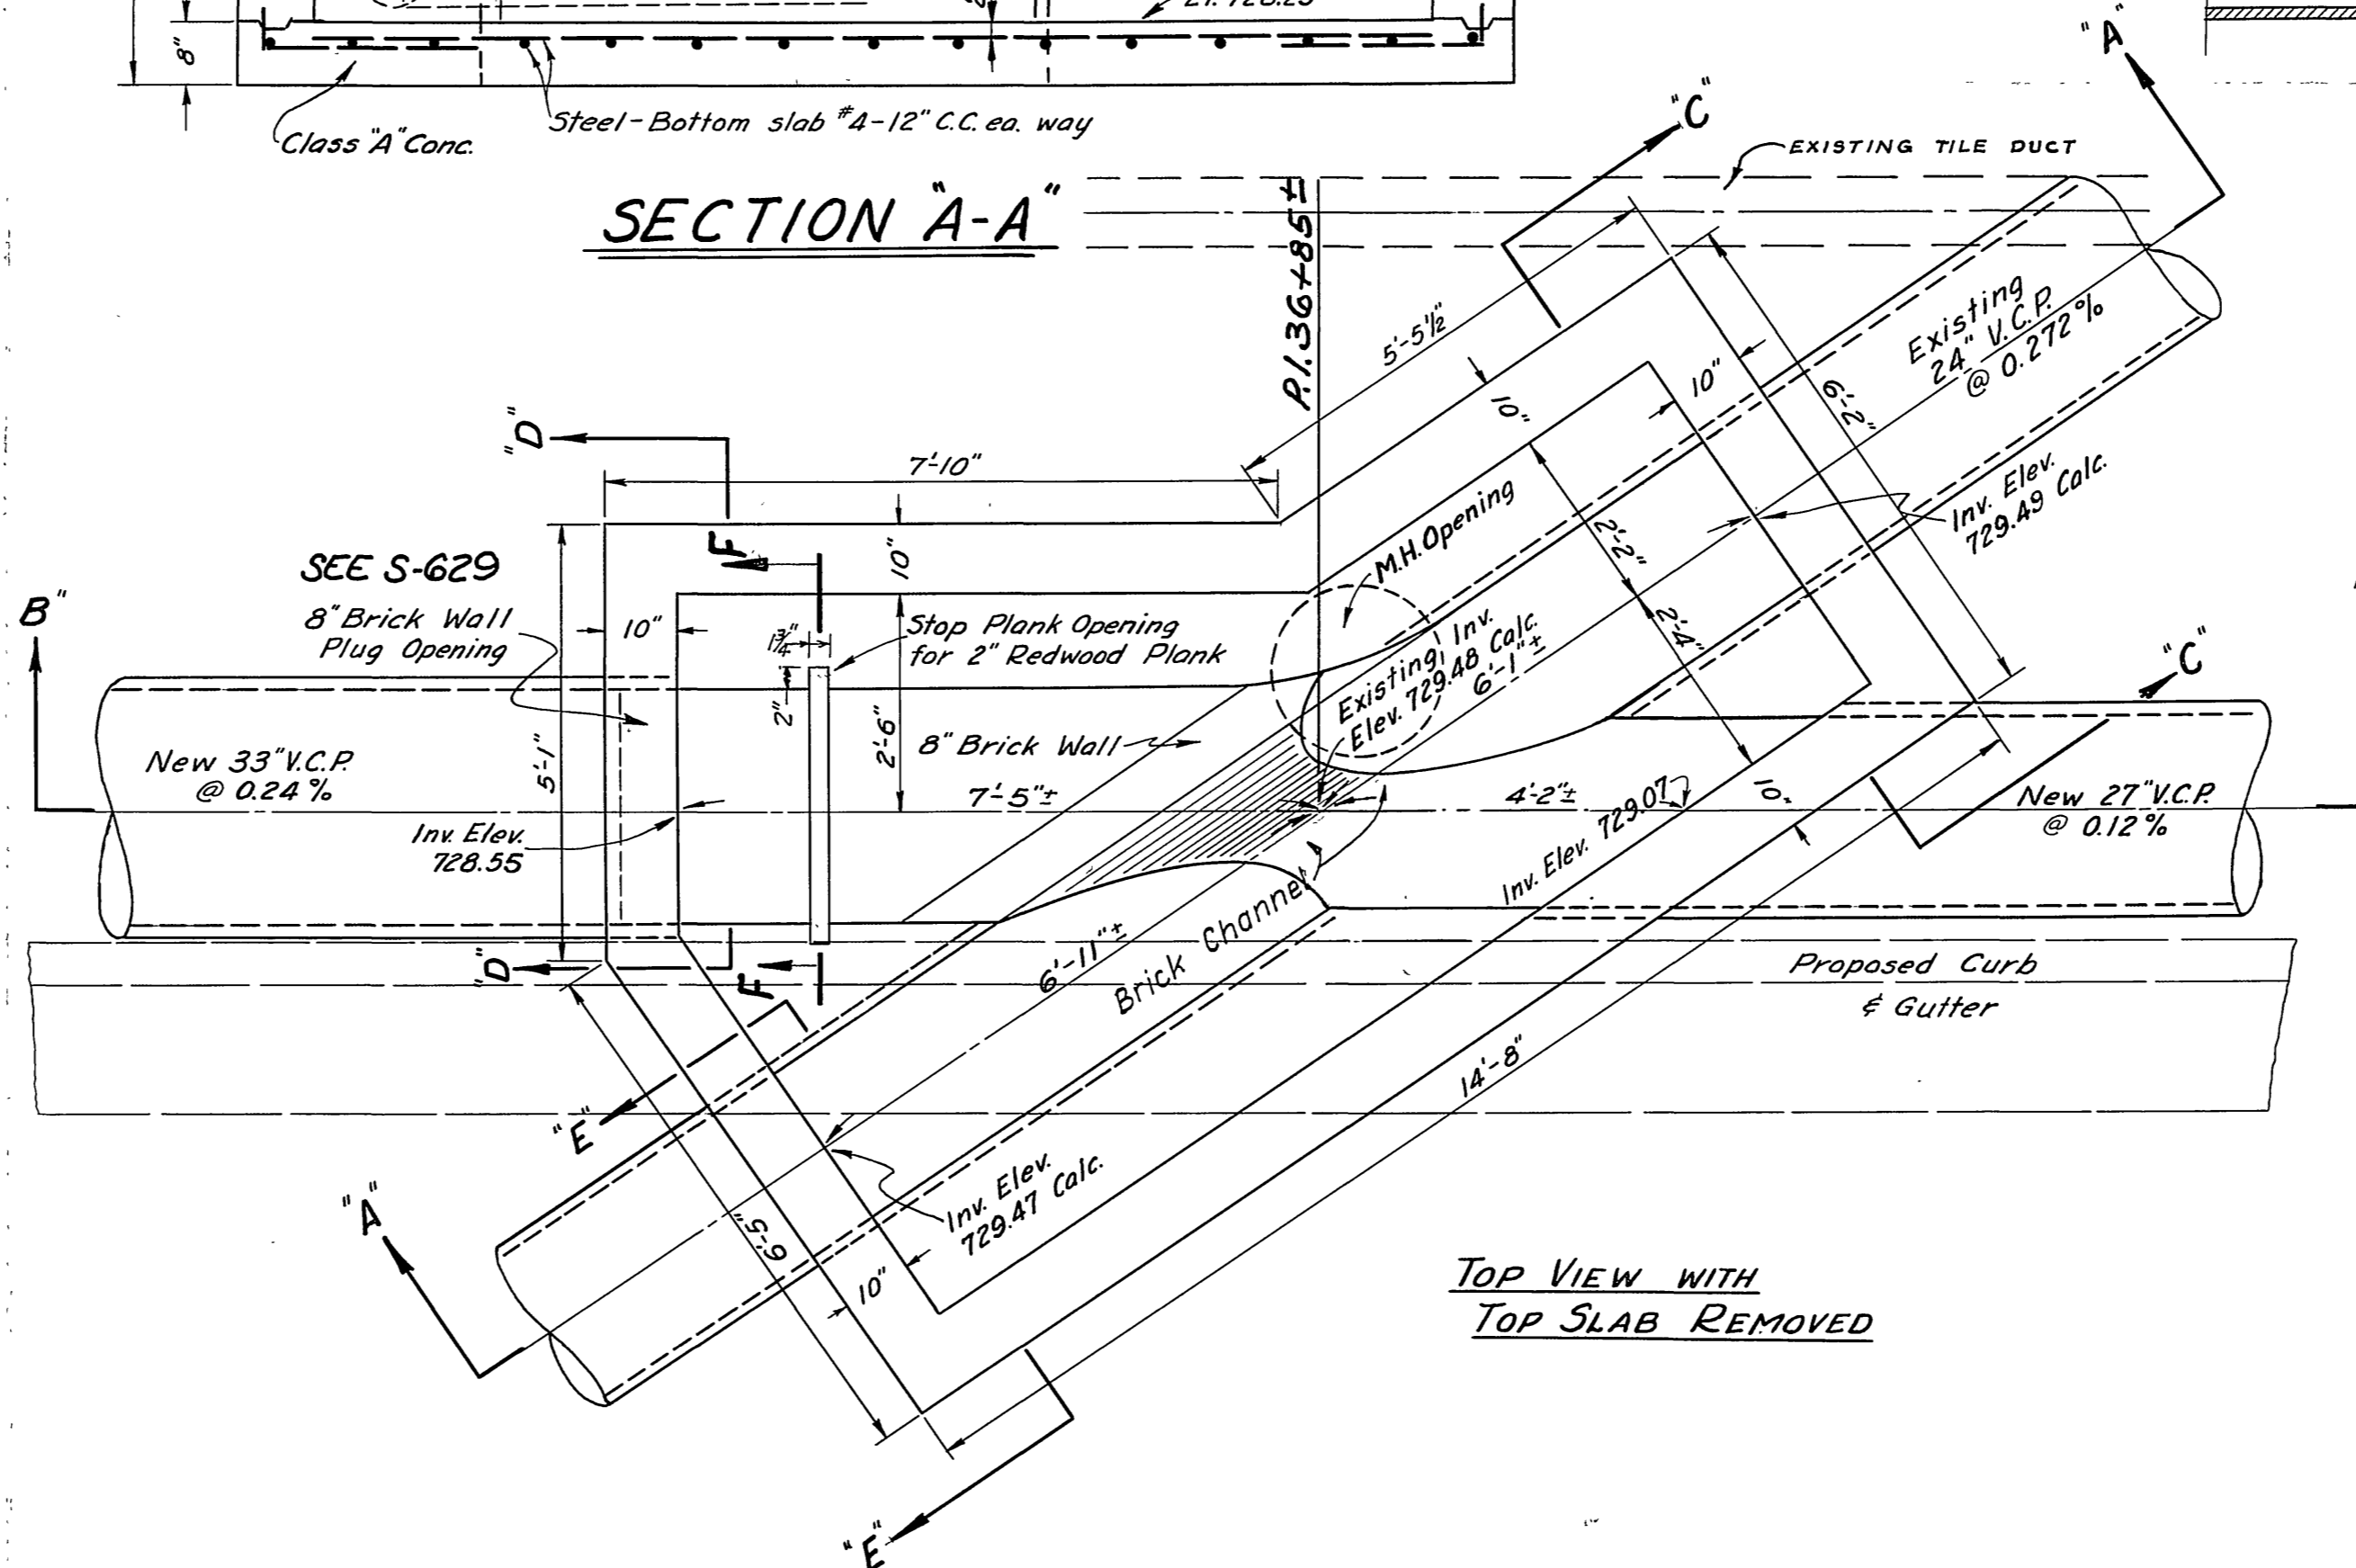 El. 728.25
8"
Class "A" Conc.
Steel-Bottom slab #4-12" C.C. ea. way
SECTION "A-A"
P.I.36+85±
"C"
"A"
EXISTING TILE DUCT
5'-5½"
10"
10"
Existing
24" V.C.P.
@ 0.272%
6'-2"
Inv. Elev.
729.49 Calc.
"D"
7'-10"
10"
F
M.H. Opening
2'-2"
2'-4"
SEE S-629
8" Brick Wall
Plug Opening
10"
1¾"
Stop Plank Opening
for 2" Redwood Plank
2"
2'-6"
B"
Existing Inv.
Elev. 729.48 Calc.
6'-1"±
"C"
8" Brick Wall
New 33" V.C.P.
@ 0.24%
5'-1"
7'-5"±
4'-2"±
Inv. Elev. 729.07
10"
New 27" V.C.P.
@ 0.12%
Inv. Elev.
728.55
"D"
F
6'-11"±
Brick Channel
Proposed Curb
& Gutter
14'-8"
"E"
"A"
Inv. Elev.
729.47 Calc.
10"
"E"
TOP VIEW WITH
TOP SLAB REMOVED